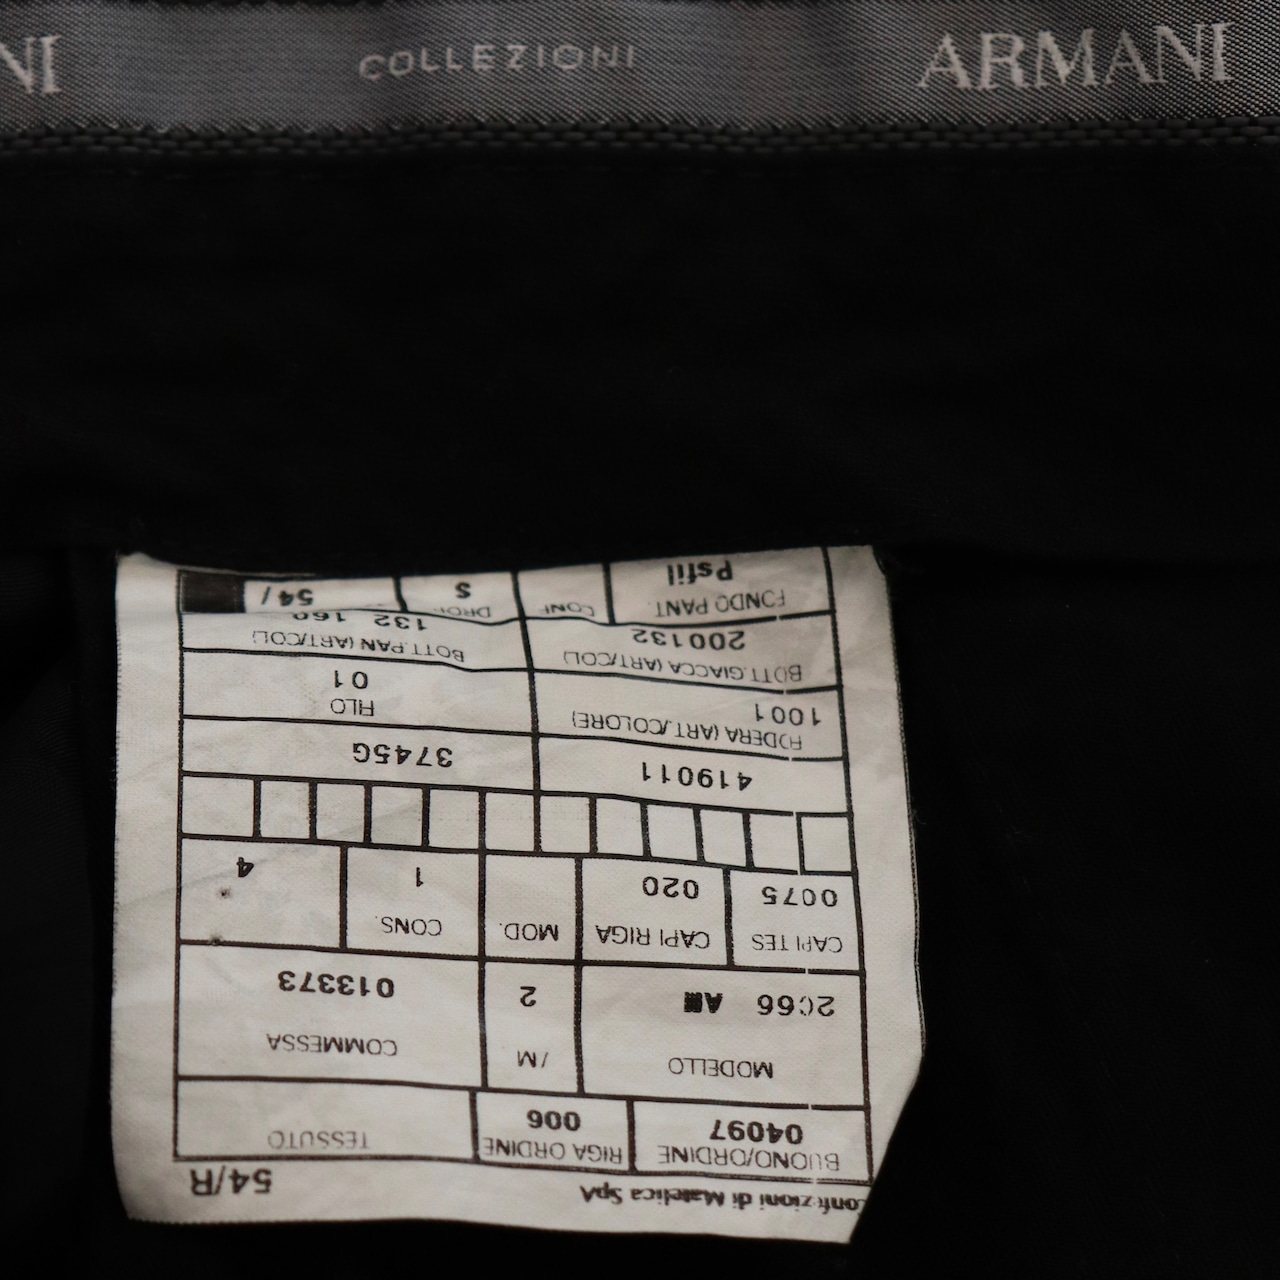 NI COLLEZIONI ARMANI
Confezioni di Matelica SpA 54/R
BUONO/ORDINE RIGA ORDINE TESSUTO
04097 006
MODELLO /M COMMESSA
2066 2 013373
CAPI TES CAPI RIGA MOD. CONS.
0075 020 1 4
419011 3745G
FODERA (ART./COLORE) FILO
1001 01
BOTT.GIACCA (ART/COL) BOTT.PAN (ART/COL)
200132 132 160
FONDO PANT. CONF. DROP
Psfil S 54/